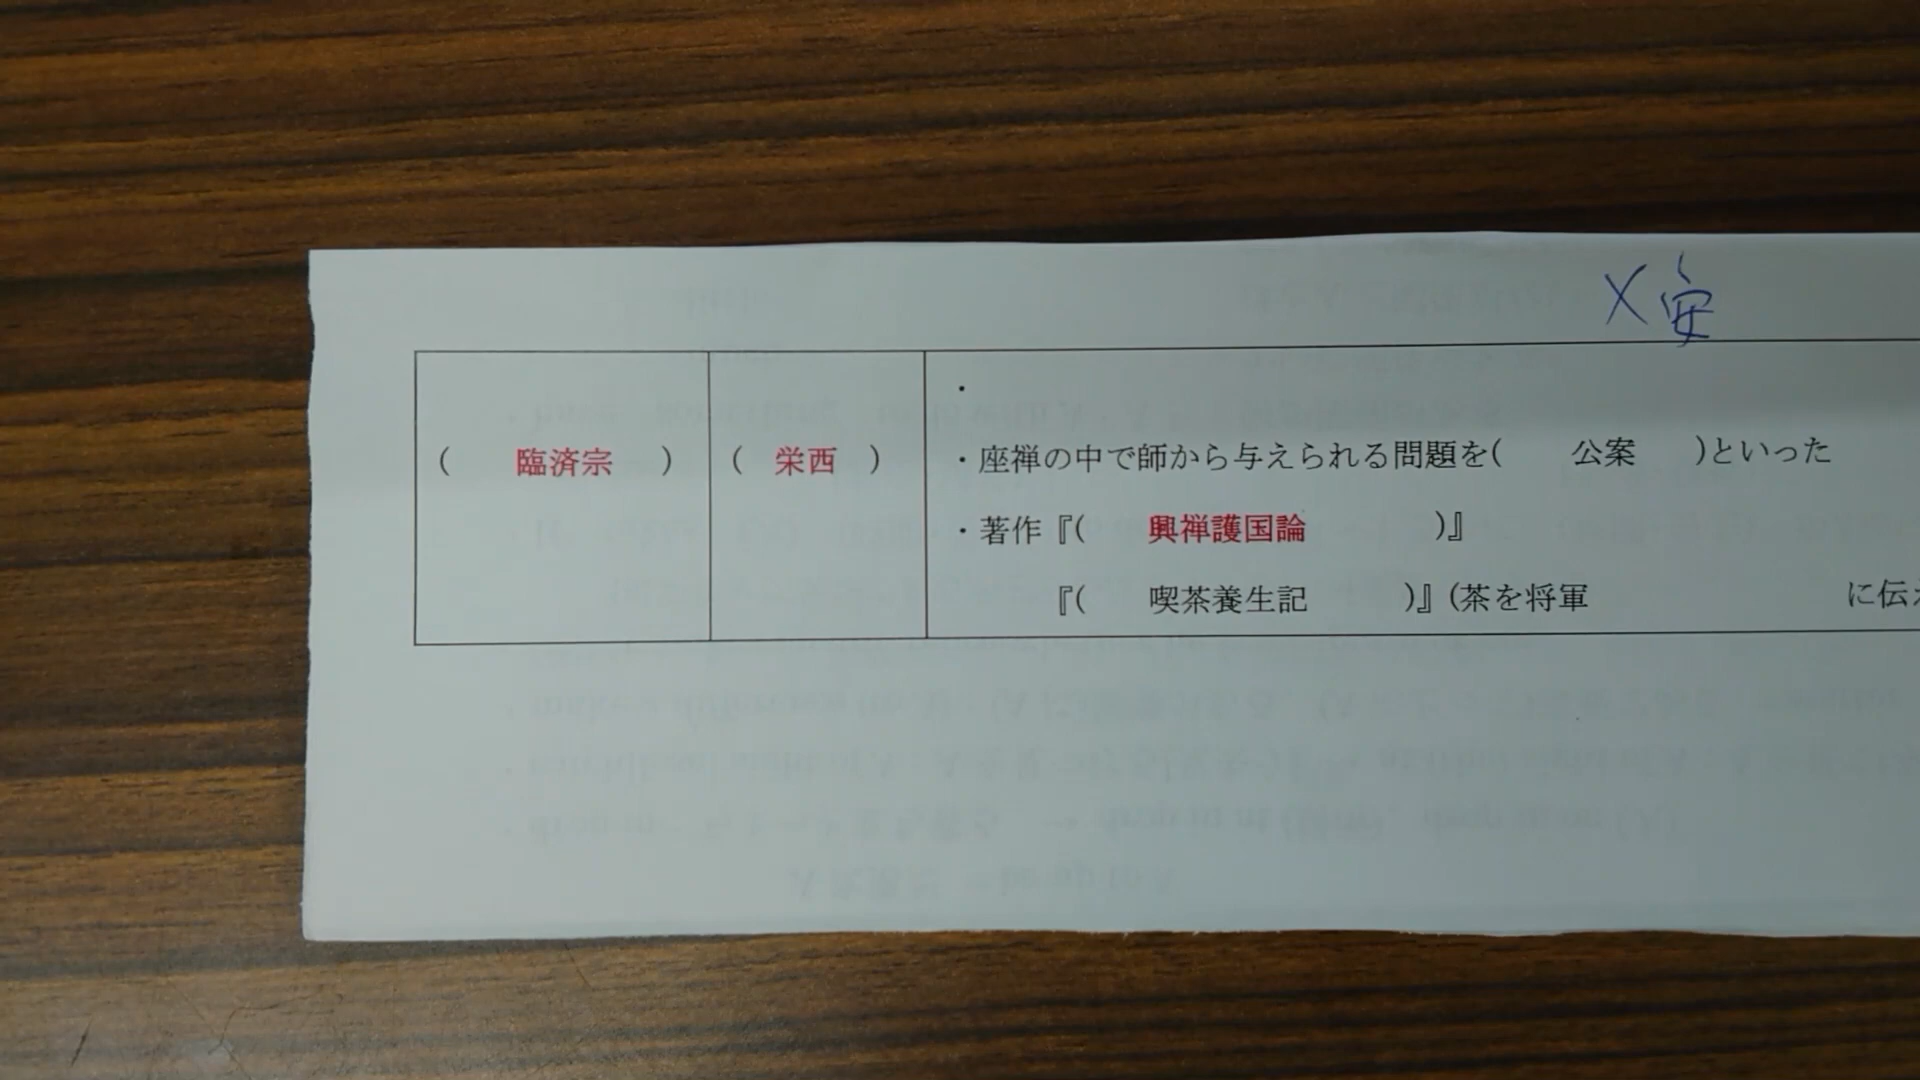 ×安
・
( 臨済宗 ) ( 栄西 ) ・座禅の中で師から与えられる問題を( 公案 )といった
・著作『( 興禅護国論 )』
『( 喫茶養生記 )』(茶を将軍 に伝